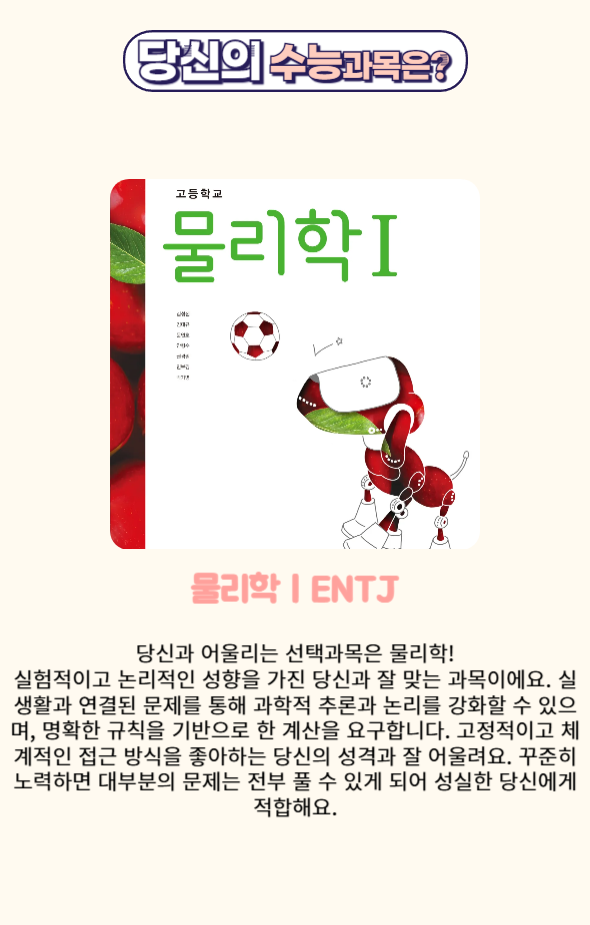 당신의 수능과목은?
고등학교
물리학 I
물리학 | ENTJ
당신과 어울리는 선택과목은 물리학!
실험적이고 논리적인 성향을 가진 당신과 잘 맞는 과목이에요. 실
생활과 연결된 문제를 통해 과학적 추론과 논리를 강화할 수 있으
며, 명확한 규칙을 기반으로 한 계산을 요구합니다. 고정적이고 체
계적인 접근 방식을 좋아하는 당신의 성격과 잘 어울려요. 꾸준히
노력하면 대부분의 문제는 전부 풀 수 있게 되어 성실한 당신에게
적합해요.